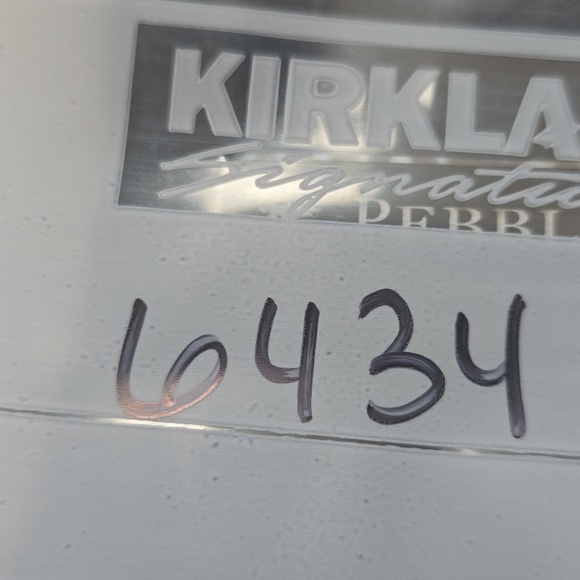 KIRKLA
Signatu
PEBBL
6434